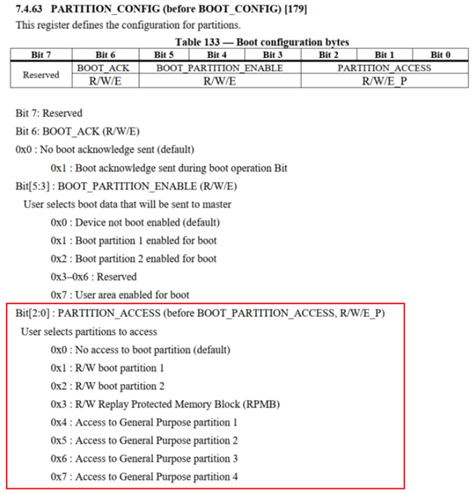 7.4.63 PARTITION_CONFIG (before BOOT_CONFIG) [179]
This register defines the configuration for partitions.
Table 133 — Boot configuration bytes
Bit 7 Bit 6 Bit 5 Bit 4 Bit 3 Bit 2 Bit 1 Bit 0
Reserved BOOT_ACK BOOT_PARTITION_ENABLE PARTITION_ACCESS
R/W/E R/W/E R/W/E_P
Bit 7: Reserved
Bit 6: BOOT_ACK (R/W/E)
0x0 : No boot acknowledge sent (default)
0x1 : Boot acknowledge sent during boot operation Bit
Bit[5:3] : BOOT_PARTITION_ENABLE (R/W/E)
User selects boot data that will be sent to master
0x0 : Device not boot enabled (default)
0x1 : Boot partition 1 enabled for boot
0x2 : Boot partition 2 enabled for boot
0x3–0x6 : Reserved
0x7 : User area enabled for boot
Bit[2:0] : PARTITION_ACCESS (before BOOT_PARTITION_ACCESS, R/W/E_P)
User selects partitions to access
0x0 : No access to boot partition (default)
0x1 : R/W boot partition 1
0x2 : R/W boot partition 2
0x3 : R/W Replay Protected Memory Block (RPMB)
0x4 : Access to General Purpose partition 1
0x5 : Access to General Purpose partition 2
0x6 : Access to General Purpose partition 3
0x7 : Access to General Purpose partition 4